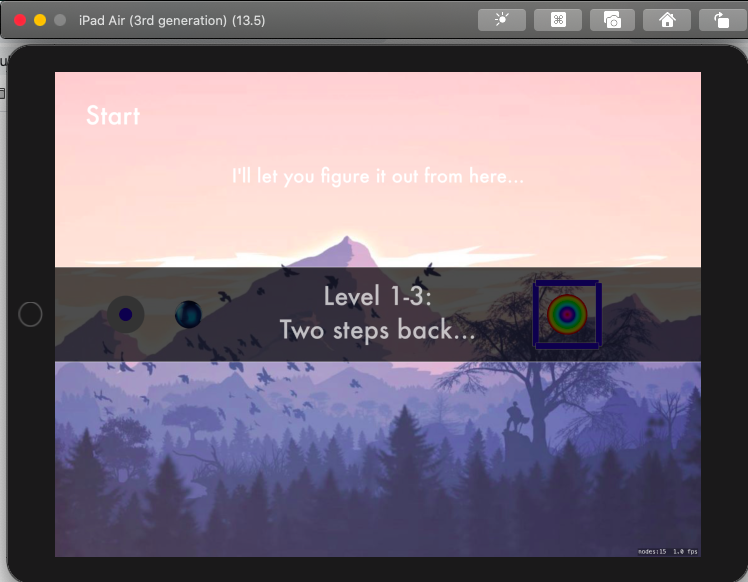 iPad Air (3rd generation) (13.5)
Start
I'll let you figure it out from here...
Level 1-3:
Two steps back...
nodes:15 1.0 fps